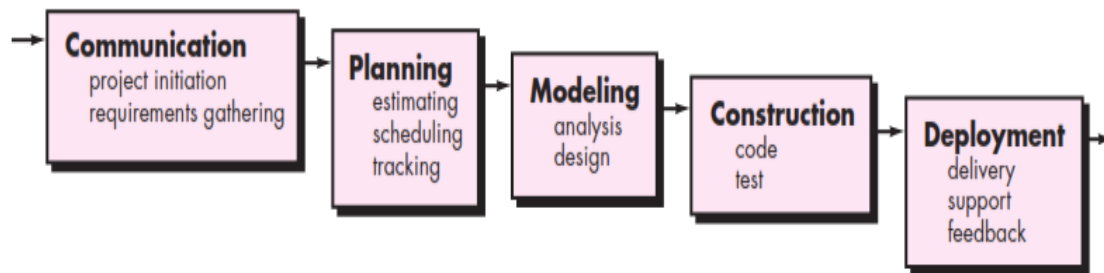 Communication
project initiation
requirements gathering
Planning
estimating
scheduling
tracking
Modeling
analysis
design
Construction
code
test
Deployment
delivery
support
feedback